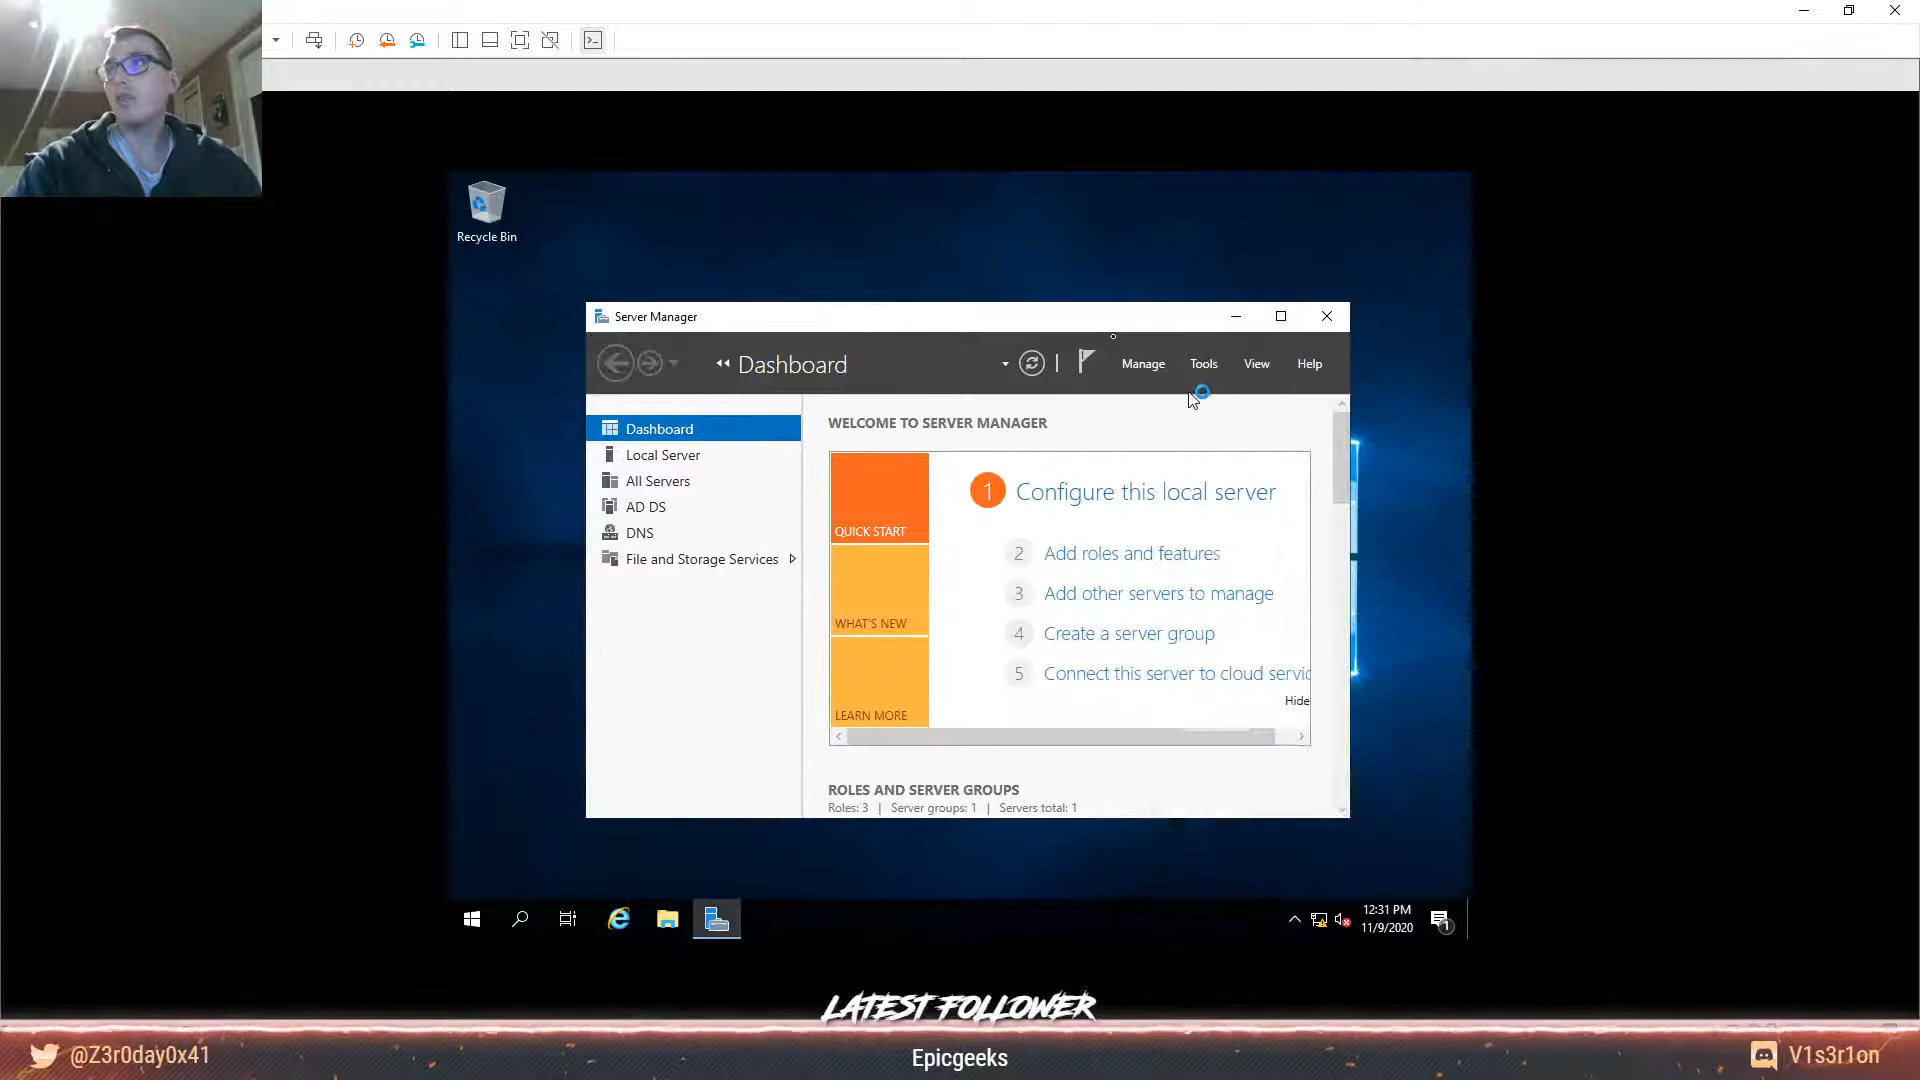 Recycle Bin
Server Manager
Dashboard
Manage
Tools
View
Help
Dashboard
Local Server
All Servers
AD DS
DNS
File and Storage Services
WELCOME TO SERVER MANAGER
QUICK START
WHAT'S NEW
LEARN MORE
1 Configure this local server
2 Add roles and features
3 Add other servers to manage
4 Create a server group
5 Connect this server to cloud servic
Hide
ROLES AND SERVER GROUPS
Roles: 3 | Server groups: 1 | Servers total: 1
12:31 PM
11/9/2020
1
LATEST FOLLOWER
@Z3r0day0x41
Epicgeeks
V1s3r1on